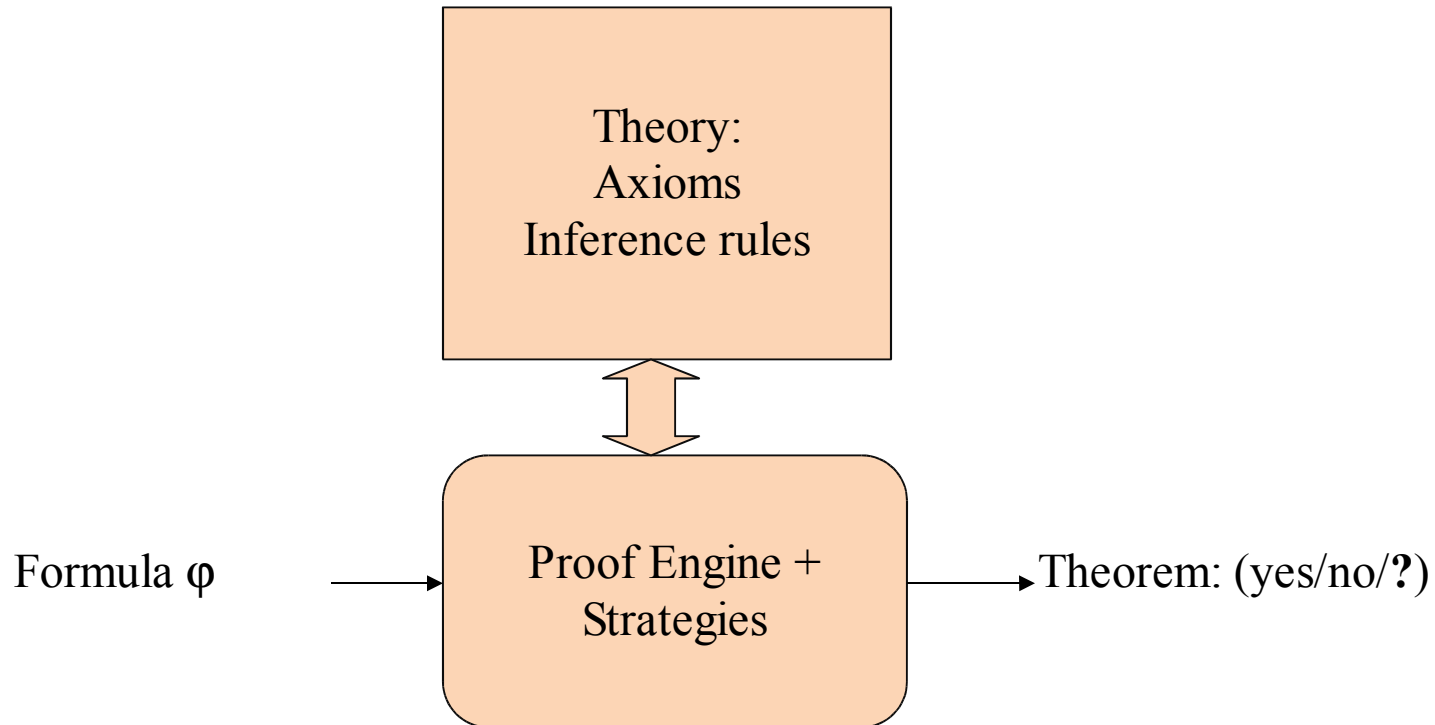 Theory:
Axioms
Inference rules
Formula φ
Proof Engine +
Strategies
Theorem: (yes/no/?)